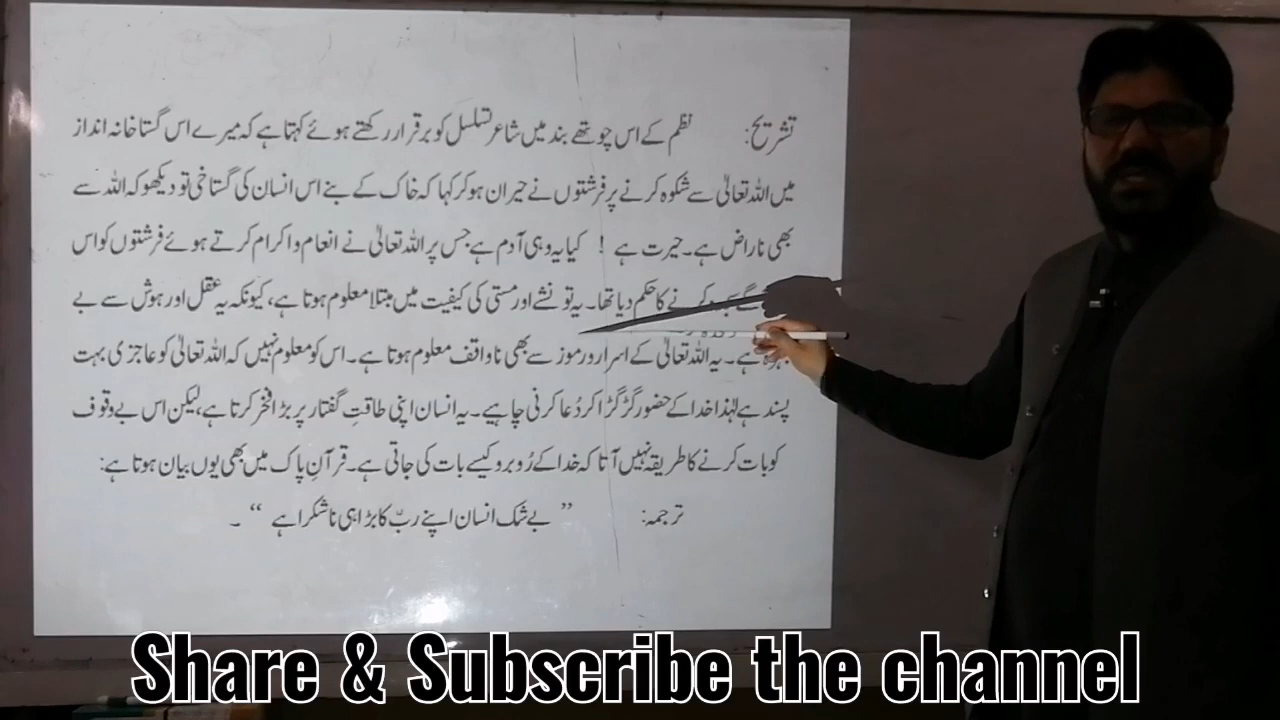 تشریح: نظم کے اس چوتھے بند میں شاعر تسلسل کو برقرار رکھتے ہوئے کہتا ہے کہ میرے اس گستاخانہ انداز
میں اللہ تعالیٰ سے شکوہ کرنے پر فرشتوں نے حیران ہو کر کہا کہ خاک کے بنے اس انسان کی گستاخی تو دیکھو کہ اللہ سے
بھی ناراض ہے۔ حیرت ہے ! کیا یہ وہی آدم ہے جس پر اللہ تعالیٰ نے انعام و اکرام کرتے ہوئے فرشتوں کو اس
کرنے کا حکم دیا تھا۔ یہ تو نشے اور مستی کی کیفیت میں مبتلا معلوم ہوتا ہے، کیونکہ یہ عقل اور ہوش سے بے
ہے۔ یہ اللہ تعالیٰ کے اسرار و رموز سے بھی ناواقف معلوم ہوتا ہے۔ اس کو معلوم نہیں کہ اللہ تعالیٰ کو عاجزی بہت
پسند ہے لہٰذا خدا کے حضور گڑگڑا کر دُعا کرنی چاہیے۔ یہ انسان اپنی طاقتِ گفتار پر بڑا فخر کرتا ہے، لیکن اس بے وقوف
کو بات کرنے کا طریقہ نہیں آتا کہ خدا کے رُوبرو کیسے بات کی جاتی ہے۔ قرآنِ پاک میں بھی یوں بیان ہوتا ہے:
ترجمہ: ” بے شک انسان اپنے ربّ کا بڑا ہی ناشکرا ہے “ ۔
Share & Subscribe the channel